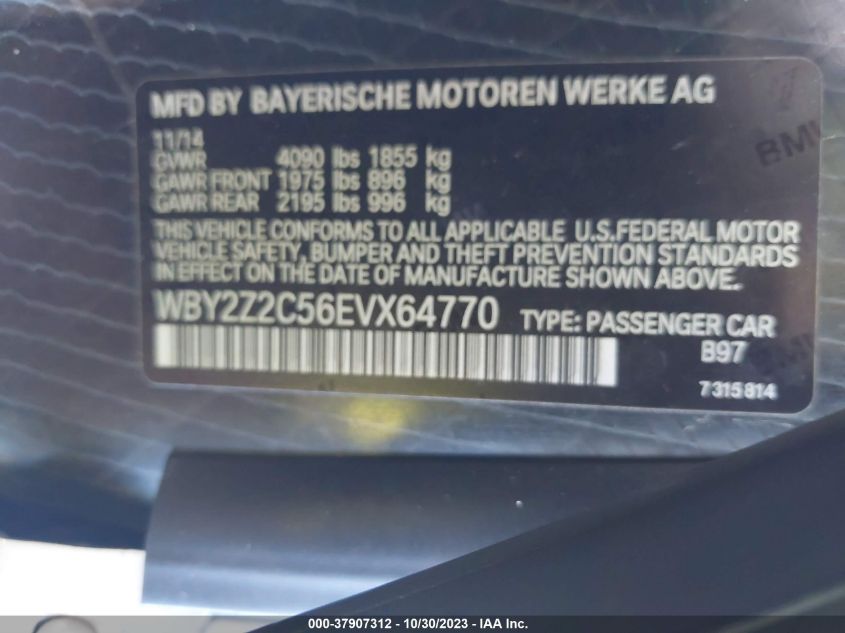 MFD BY BAYERISCHE MOTOREN WERKE AG
11/14
GVWR 4090 lbs 1855 kg
GAWR FRONT 1975 lbs 896 kg
GAWR REAR 2195 lbs 996 kg
THIS VEHICLE CONFORMS TO ALL APPLICABLE U.S.FEDERAL MOTOR
VEHICLE SAFETY, BUMPER AND THEFT PREVENTION STANDARDS
IN EFFECT ON THE DATE OF MANUFACTURE SHOWN ABOVE.
WBY2Z2C56EVX64770 TYPE: PASSENGER CAR
B97
7315814
BMW
BMW
000-37907312 - 10/30/2023 - IAA Inc.